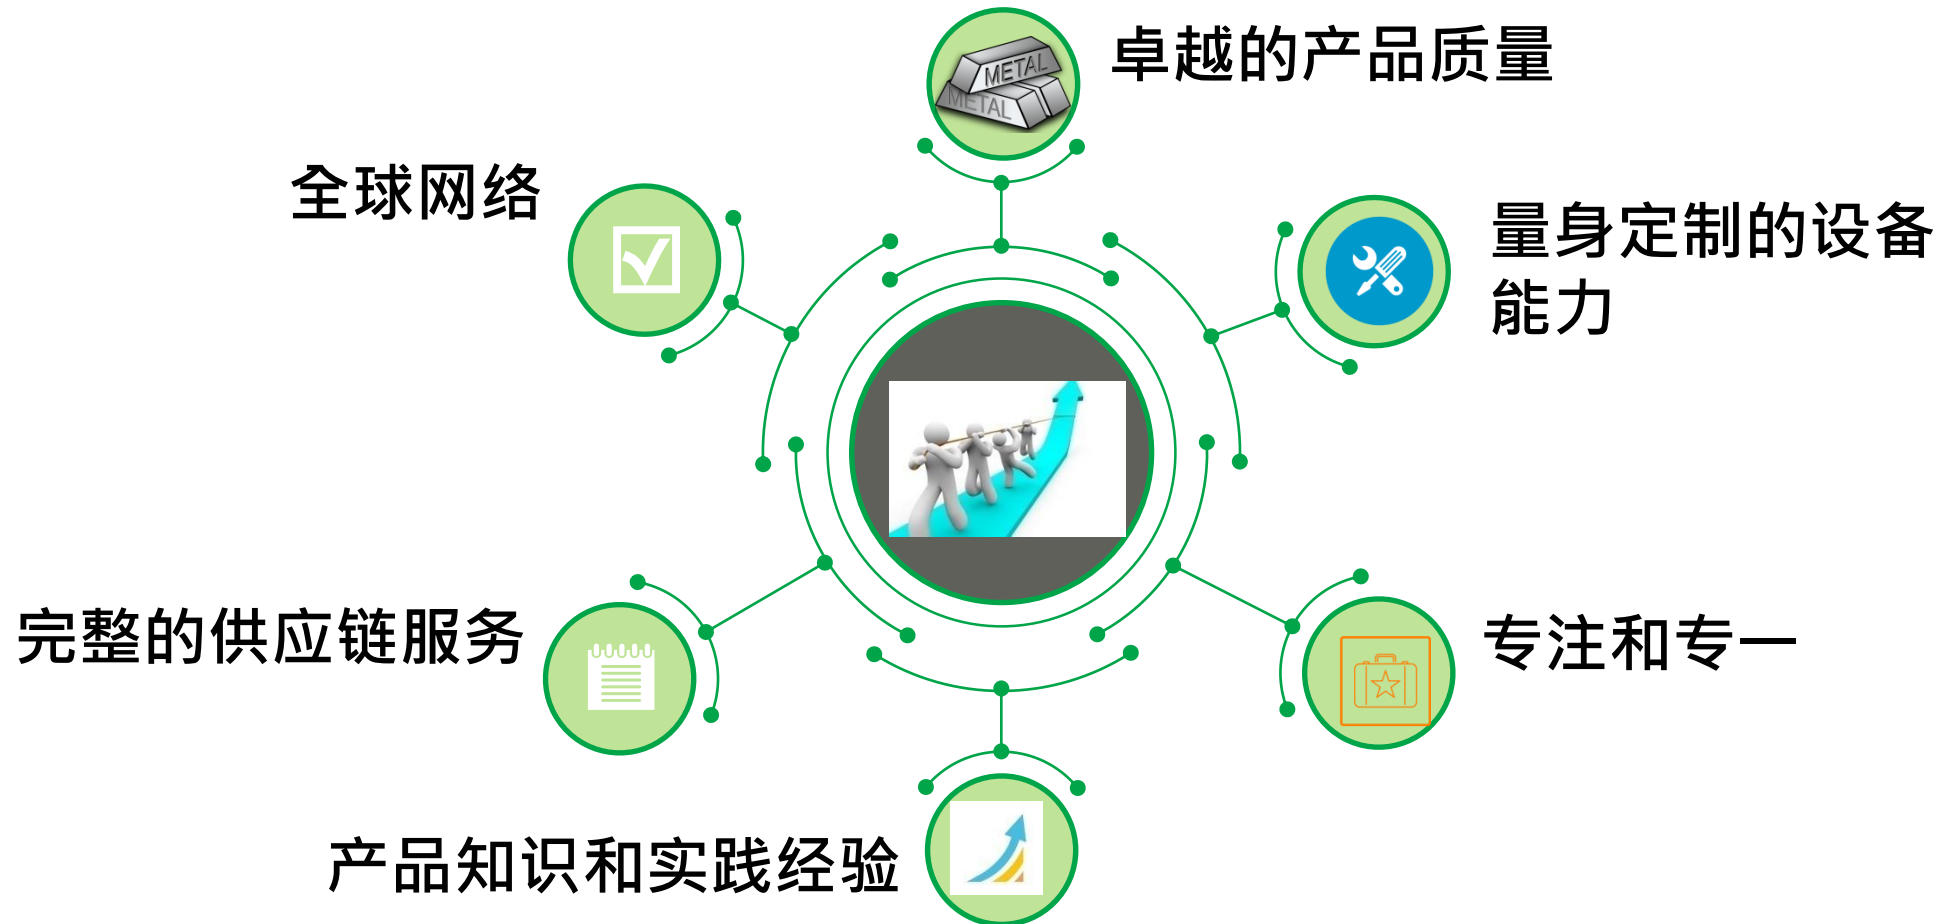 卓越的产品质量
METAL
METAL
全球网络
量身定制的设备
能力
完整的供应链服务
专注和专一
产品知识和实践经验